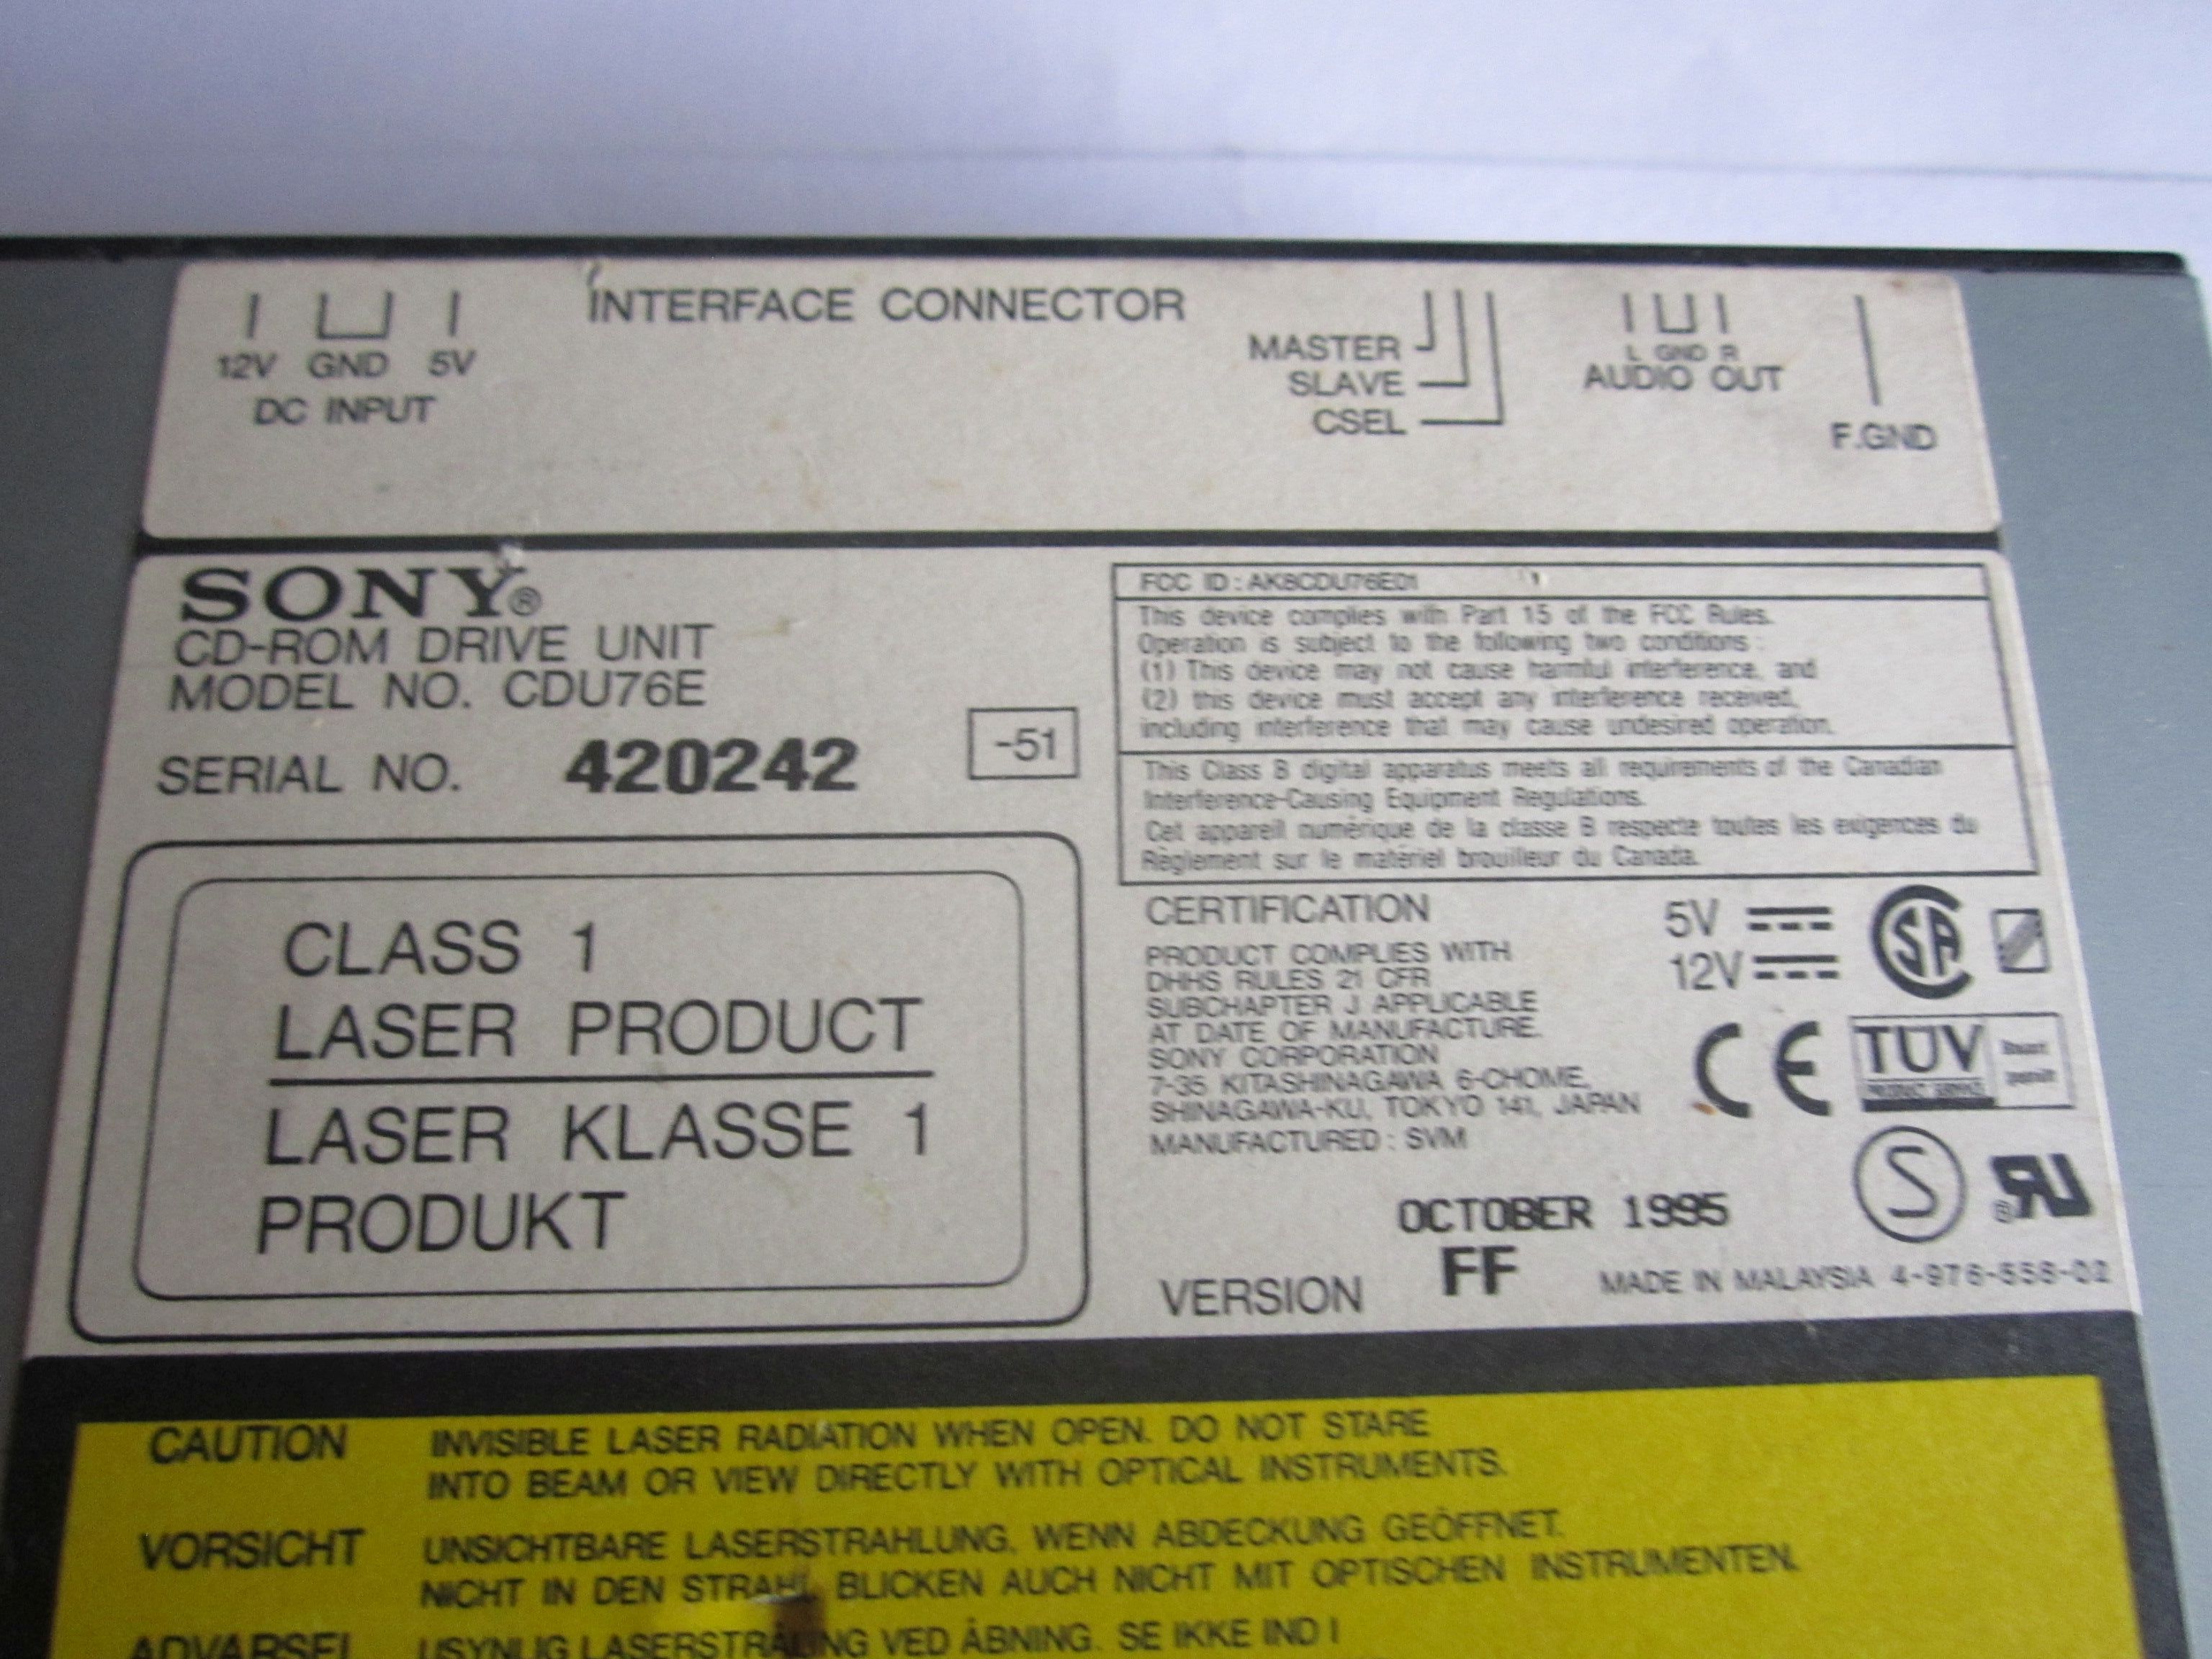 INTERFACE CONNECTOR
12V GND 5V
DC INPUT
MASTER
SLAVE
CSEL
L GND R
AUDIO OUT
F.GND
SONY®
CD-ROM DRIVE UNIT
MODEL NO. CDU76E
SERIAL NO. 420242
-51
CLASS 1
LASER PRODUCT
LASER KLASSE 1
PRODUKT
FCC ID : AK8CDU76E01
This device complies with Part 15 of the FCC Rules.
Operation is subject to the following two conditions :
(1) This device may not cause harmful interference, and
(2) this device must accept any interference received,
including interference that may cause undesired operation.
This Class B digital apparatus meets all requirements of the Canadian
Interference-Causing Equipment Regulations.
Cet appareil numérique de la classe B respecte toutes les exigences du
Règlement sur le matériel brouilleur du Canada.
CERTIFICATION
PRODUCT COMPLIES WITH
DHHS RULES 21 CFR
SUBCHAPTER J APPLICABLE
AT DATE OF MANUFACTURE.
SONY CORPORATION
7-35 KITASHINAGAWA 6-CHOME,
SHINAGAWA-KU, TOKYO 141, JAPAN
MANUFACTURED : SVM
5V
12V
SA
CE
TÜV
PRODUCT SERVICE
S
RU®
OCTOBER 1995
VERSION FF
MADE IN MALAYSIA 4-976-558-02
CAUTION INVISIBLE LASER RADIATION WHEN OPEN. DO NOT STARE
INTO BEAM OR VIEW DIRECTLY WITH OPTICAL INSTRUMENTS.
VORSICHT UNSICHTBARE LASERSTRAHLUNG, WENN ABDECKUNG GEÖFFNET.
NICHT IN DEN STRAHL BLICKEN AUCH NICHT MIT OPTISCHEN INSTRUMENTEN.
ADVARSEL USYNLIG LASERSTRÅLING VED ÅBNING. SE IKKE IND I